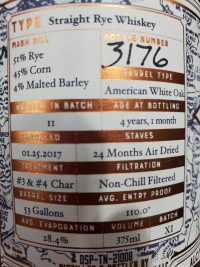 TYPE Straight Rye Whiskey
MASH BILL
BOTTLE NUMBER
51% Rye
45% Corn
4% Malted Barley
3176
BARREL TYPE
American White Oak
BARRELS IN BATCH
AGE AT BOTTLING
11
4 years, 1 month
STAVES
01.25.2017
24 Months Air Dried
TREATMENT
FILTRATION
#3 & #4 Char
Non-Chill Filtered
BARREL SIZE
AVG. ENTRY PROOF
53 Gallons
110.0°
AVG. EVAPORATION
VOLUME
BATCH
28.4%
375ml
XI
DSP-TN-21008